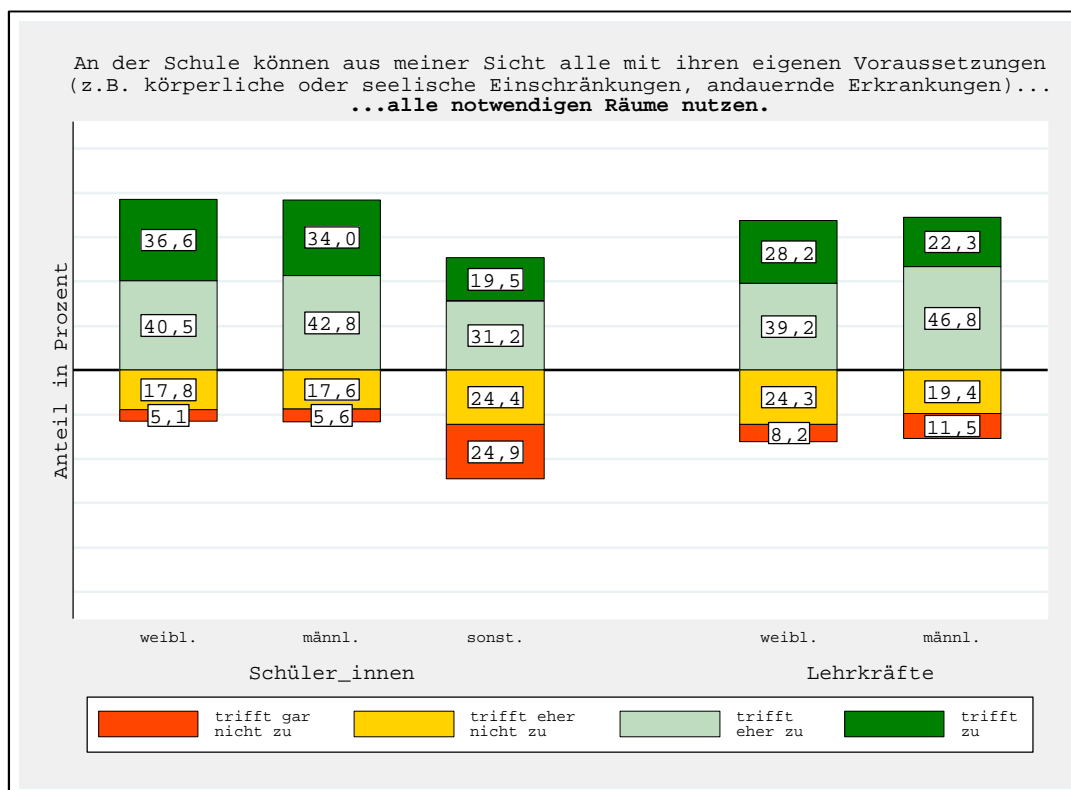 An der Schule können aus meiner Sicht alle mit ihren eigenen Voraussetzungen
(z.B. körperliche oder seelische Einschränkungen, andauernde Erkrankungen)...
...alle notwendigen Räume nutzen.
Anteil in Prozent
36,6
34,0
19,5
28,2
22,3
40,5
42,8
31,2
39,2
46,8
17,8
17,6
24,4
24,3
19,4
5,1
5,6
24,9
8,2
11,5
weibl.
männl.
sonst.
weibl.
männl.
Schüler_innen
Lehrkräfte
trifft gar
nicht zu
trifft eher
nicht zu
trifft
eher zu
trifft
zu